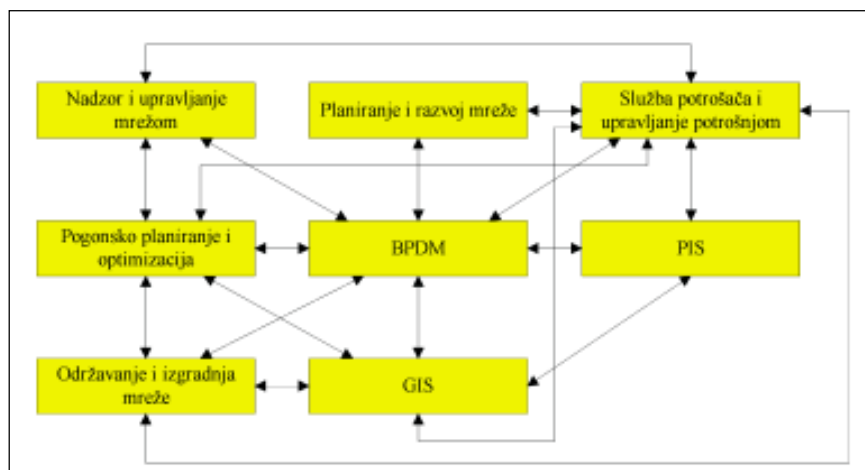 Nadzor i upravljanje
mrežom
Planiranje i razvoj mreže
Služba potrošača i
upravljanje potrošnjom
Pogonsko planiranje i
optimizacija
BPDM
PIS
Održavanje i izgradnja
mreže
GIS